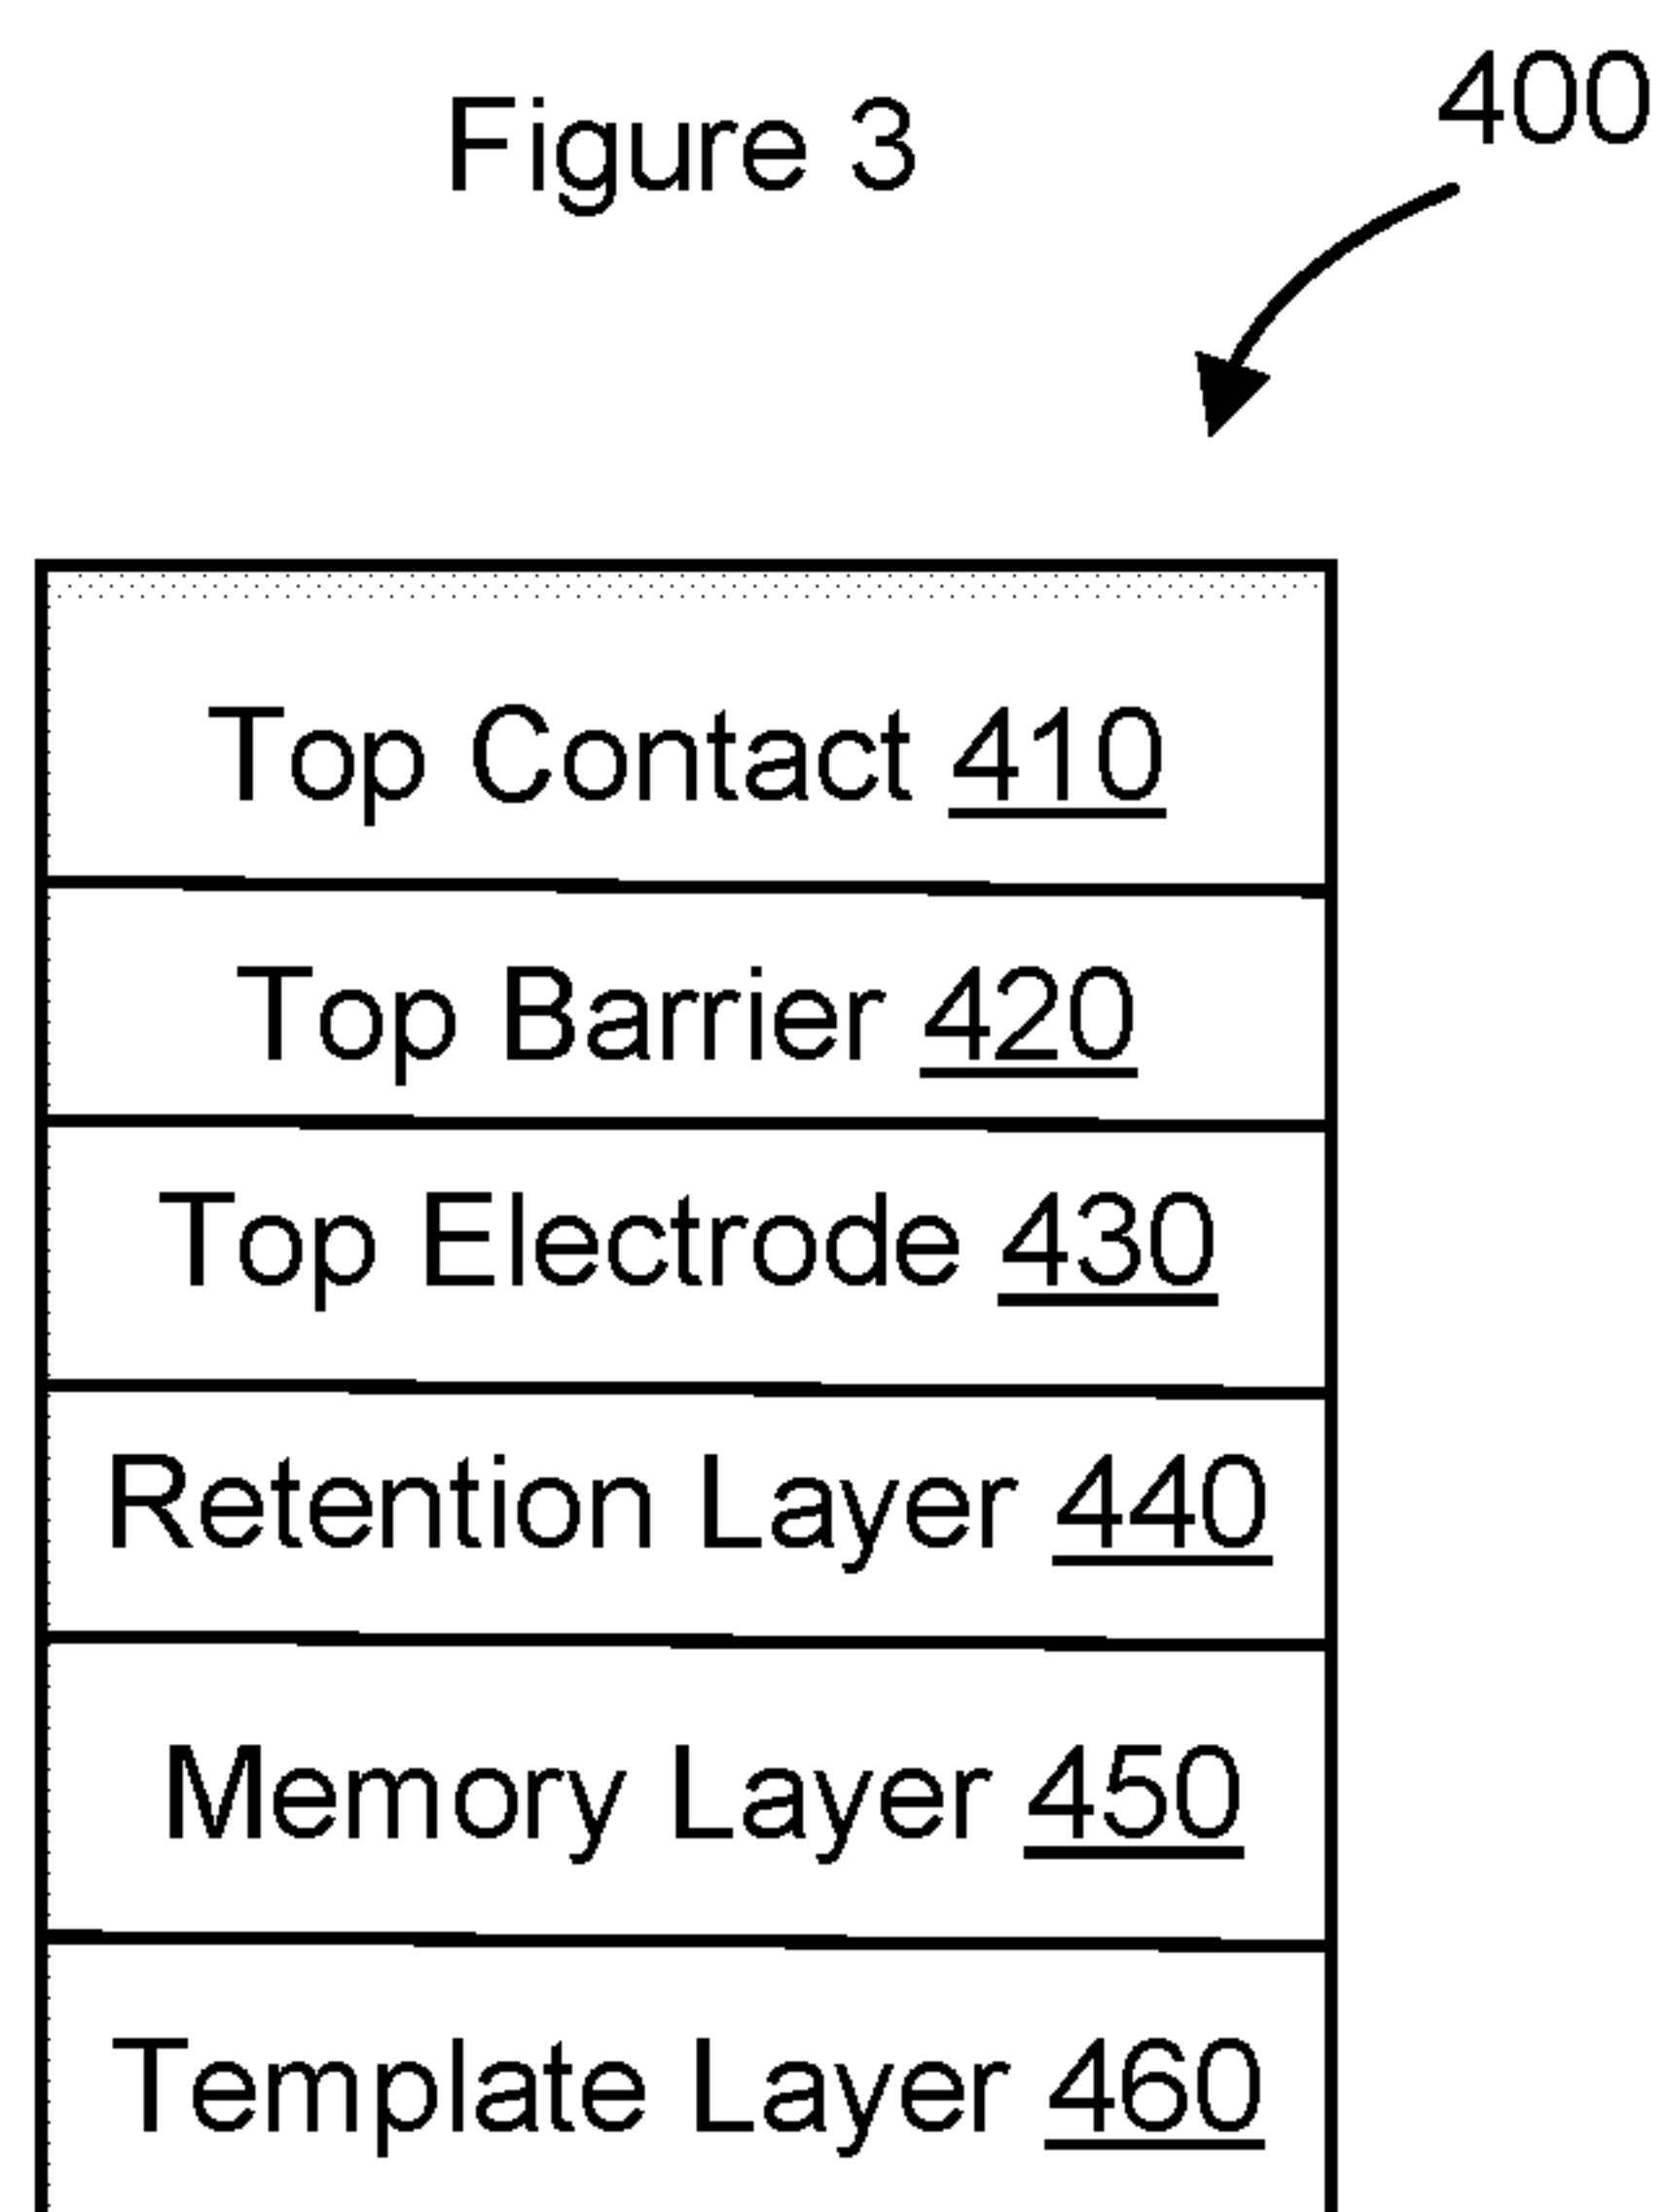 Figure 3
400
Top Contact 410
Top Barrier 420
Top Electrode 430
Retention Layer 440
Memory Layer 450
Template Layer 460